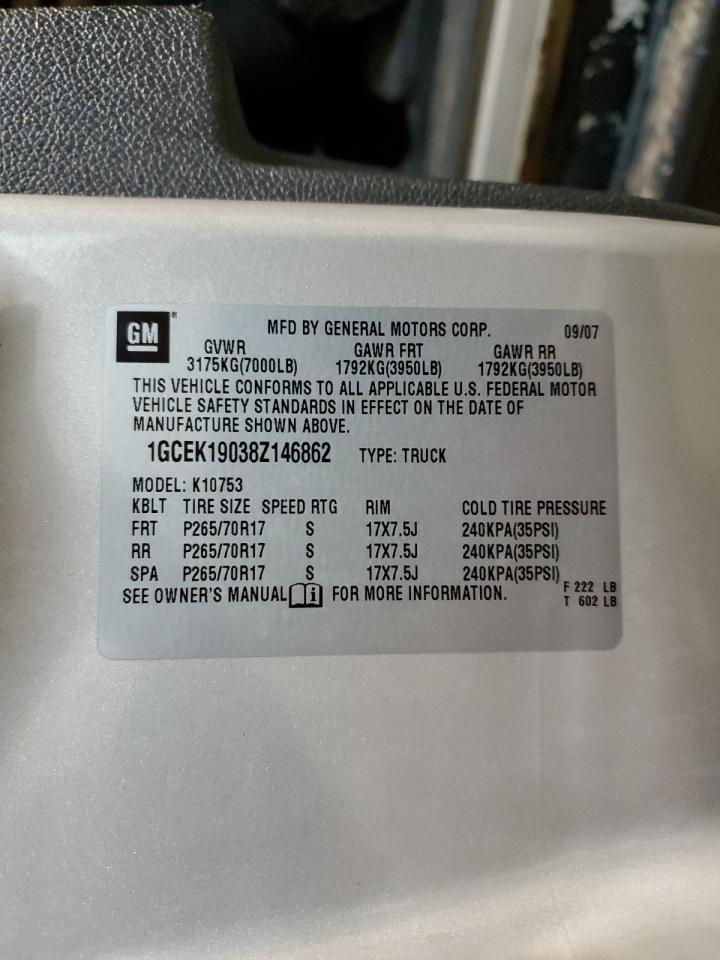 GM ®
MFD BY GENERAL MOTORS CORP. 09/07
GVWR GAWR FRT GAWR RR
3175KG(7000LB) 1792KG(3950LB) 1792KG(3950LB)
THIS VEHICLE CONFORMS TO ALL APPLICABLE U.S. FEDERAL MOTOR
VEHICLE SAFETY STANDARDS IN EFFECT ON THE DATE OF
MANUFACTURE SHOWN ABOVE.
1GCEK19038Z146862 TYPE: TRUCK
MODEL: K10753
KBLT TIRE SIZE SPEED RTG RIM COLD TIRE PRESSURE
FRT P265/70R17 S 17X7.5J 240KPA(35PSI)
RR P265/70R17 S 17X7.5J 240KPA(35PSI)
SPA P265/70R17 S 17X7.5J 240KPA(35PSI)
SEE OWNER'S MANUAL i FOR MORE INFORMATION.
F 222 LB
T 602 LB